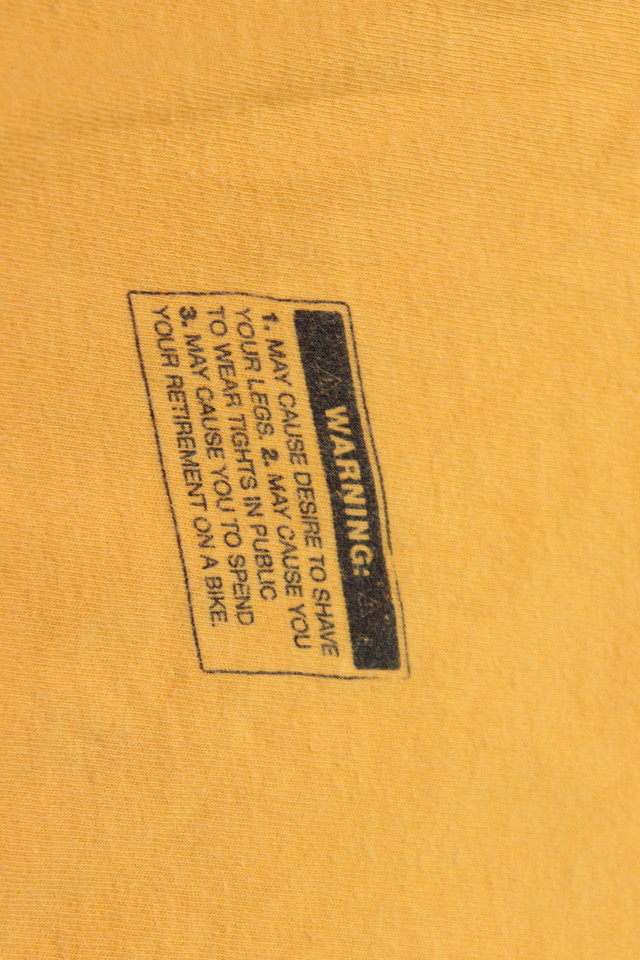 ⚠ WARNING: ⚠
1. MAY CAUSE DESIRE TO SHAVE
YOUR LEGS. 2. MAY CAUSE YOU
TO WEAR TIGHTS IN PUBLIC
3. MAY CAUSE YOU TO SPEND
YOUR RETIREMENT ON A BIKE.